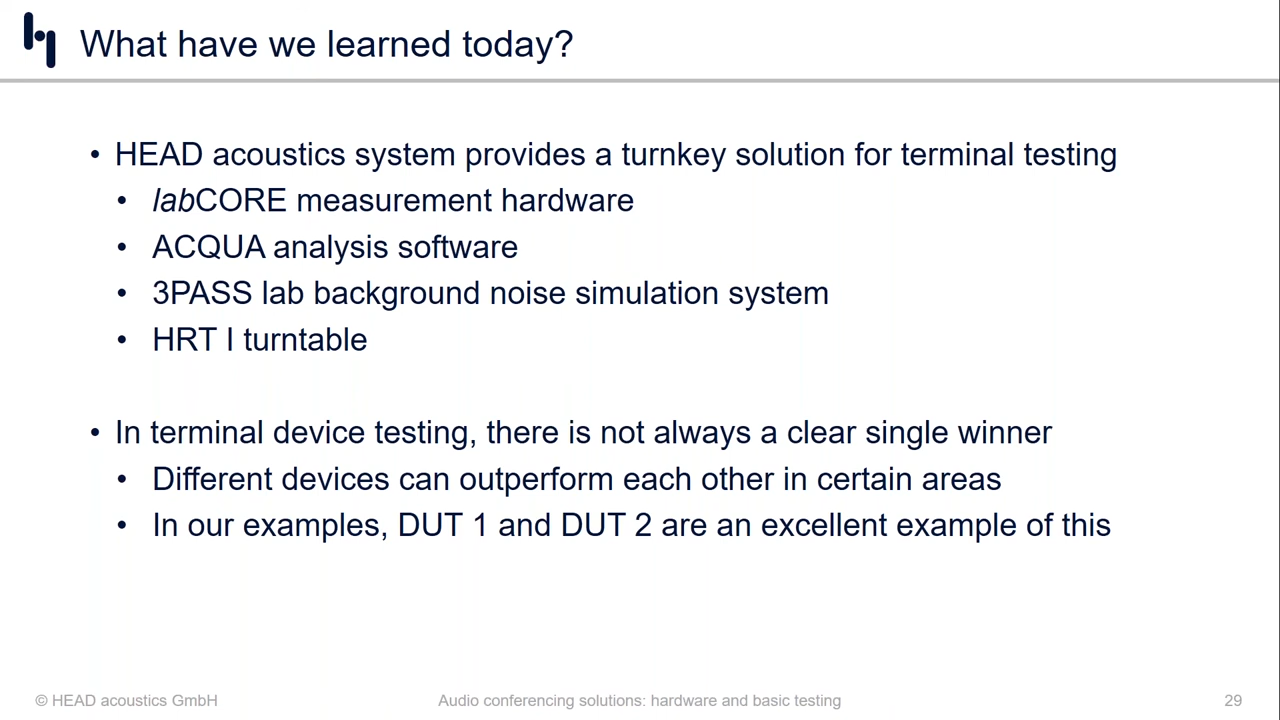 What have we learned today?
• HEAD acoustics system provides a turnkey solution for terminal testing
• labCORE measurement hardware
• ACQUA analysis software
• 3PASS lab background noise simulation system
• HRT I turntable
• In terminal device testing, there is not always a clear single winner
• Different devices can outperform each other in certain areas
• In our examples, DUT 1 and DUT 2 are an excellent example of this
© HEAD acoustics GmbH
Audio conferencing solutions: hardware and basic testing
29